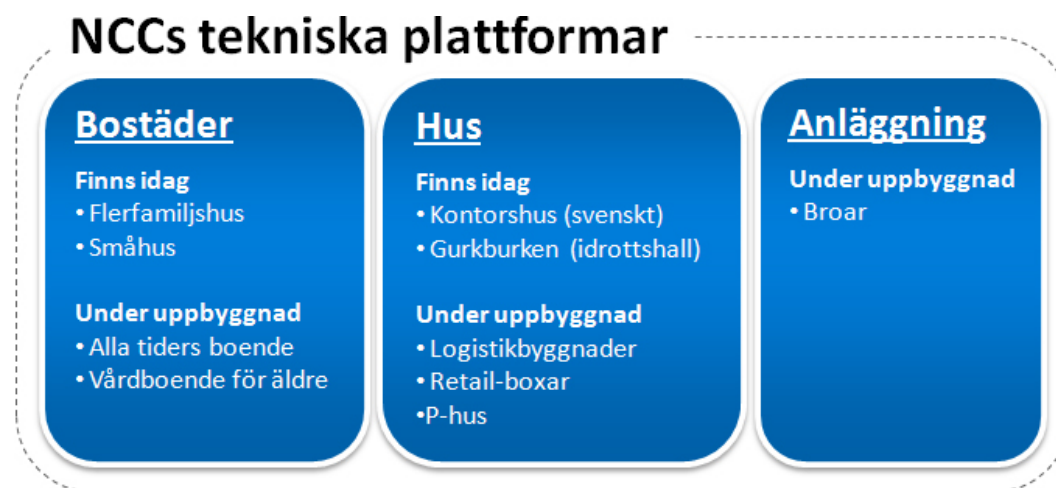 NCCs tekniska plattformar
Bostäder
Finns idag
• Flerfamiljshus
• Småhus
Under uppbyggnad
• Alla tiders boende
• Vårdboende för äldre
Hus
Finns idag
• Kontorshus (svenskt)
• Gurkburken (idrottshall)
Under uppbyggnad
• Logistikbyggnader
• Retail-boxar
•P-hus
Anläggning
Under uppbyggnad
• Broar